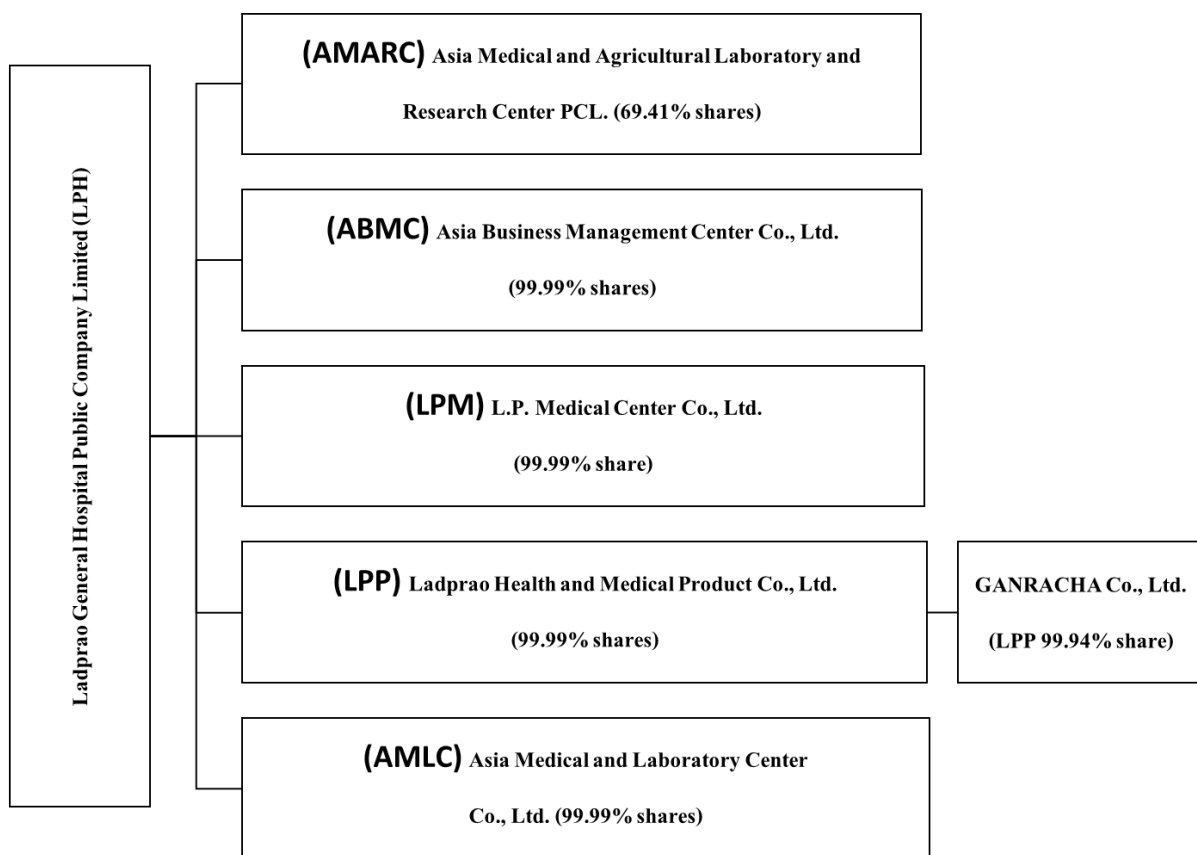 Ladprao General Hospital Public Company Limited (LPH)
(AMARC) Asia Medical and Agricultural Laboratory and
Research Center PCL. (69.41% shares)
(ABMC) Asia Business Management Center Co., Ltd.
(99.99% shares)
(LPM) L.P. Medical Center Co., Ltd.
(99.99% share)
(LPP) Ladprao Health and Medical Product Co., Ltd.
(99.99% shares)
GANRACHA Co., Ltd.
(LPP 99.94% share)
(AMLC) Asia Medical and Laboratory Center
Co., Ltd. (99.99% shares)